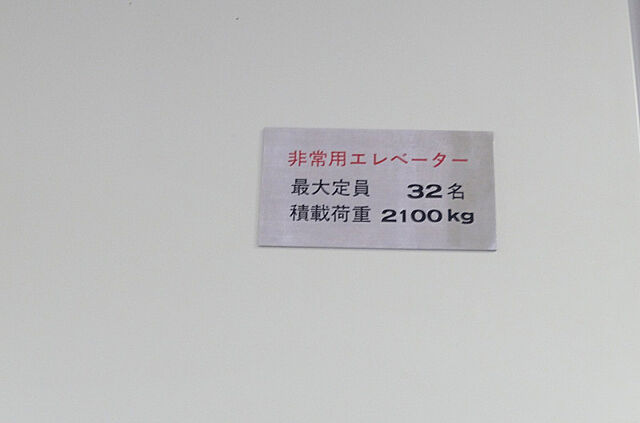 非常用エレベーター
最大定員 32名
積載荷重 2100kg